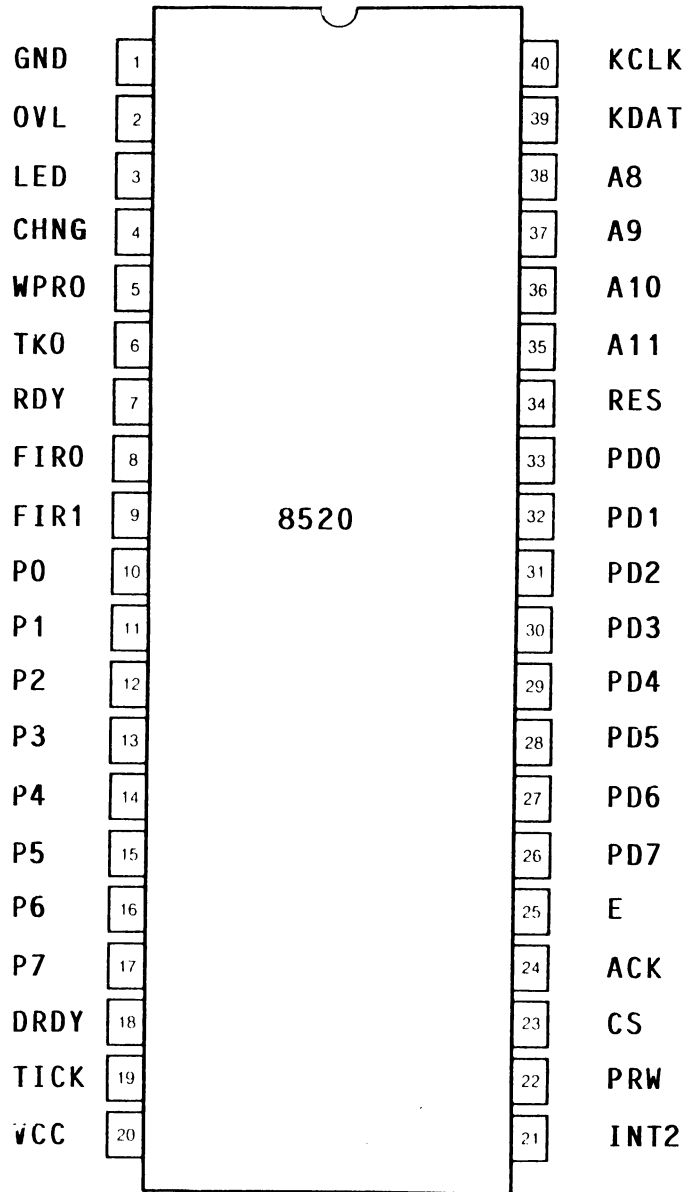 GND 1 40 KCLK
OVL 2 39 KDAT
LED 3 38 A8
CHNG 4 37 A9
WPRO 5 36 A10
TKO 6 35 A11
RDY 7 34 RES
FIR0 8 33 PD0
FIR1 9 8520 32 PD1
P0 10 31 PD2
P1 11 30 PD3
P2 12 29 PD4
P3 13 28 PD5
P4 14 27 PD6
P5 15 26 PD7
P6 16 25 E
P7 17 24 ACK
DRDY 18 23 CS
TICK 19 22 PRW
VCC 20 21 INT2